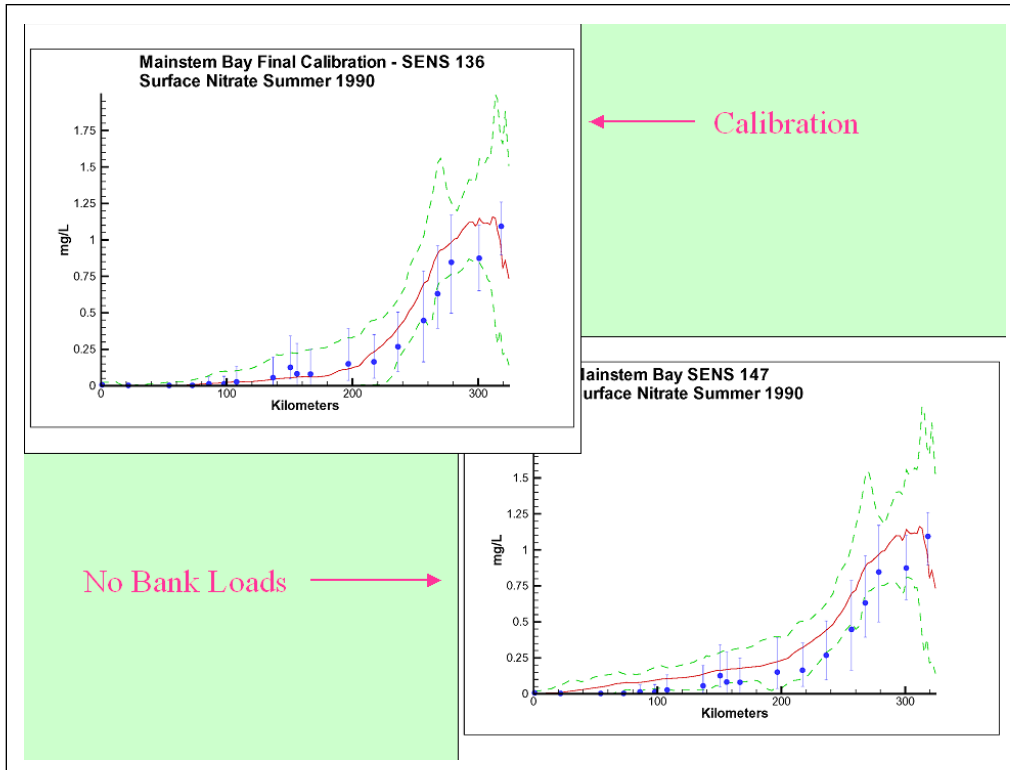 Mainstem Bay Final Calibration - SENS 136
Surface Nitrate Summer 1990
1.75
1.5
1.25
1
0.75
0.5
0.25
0
mg/L
0 100 200 300
Kilometers
Calibration
Mainstem Bay SENS 147
urface Nitrate Summer 1990
1.5
1.25
1
0.75
0.5
0.25
0
mg/L
0 100 200 300
Kilometers
No Bank Loads